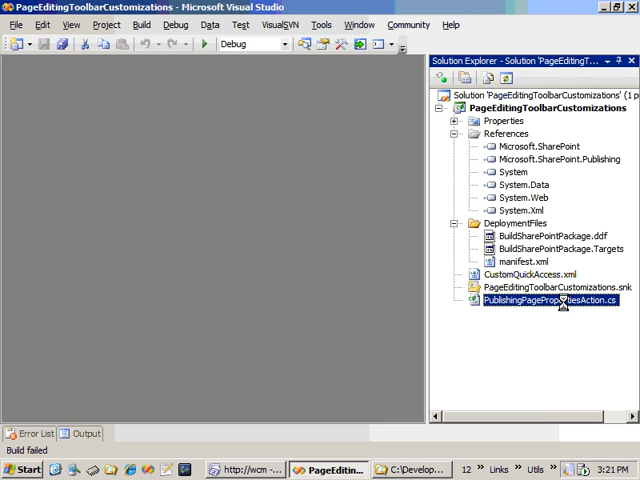 PageEditingToolbarCustomizations - Microsoft Visual Studio
File Edit View Project Build Debug Data Test VisualSVN Tools Window Community Help
Debug
Solution Explorer - Solution 'PageEditingT...
Solution 'PageEditingToolbarCustomizations' (1 p
PageEditingToolbarCustomizations
Properties
References
Microsoft.SharePoint
Microsoft.SharePoint.Publishing
System
System.Data
System.Web
System.Xml
DeploymentFiles
BuildSharePointPackage.ddf
BuildSharePointPackage.Targets
manifest.xml
CustomQuickAccess.xml
PageEditingToolbarCustomizations.snk
PublishingPagePropertiesAction.cs
Error List Output
Build failed
Start http://wcm - ... PageEditin... C:\Develop... 12 » Links » Utils » 3:21 PM